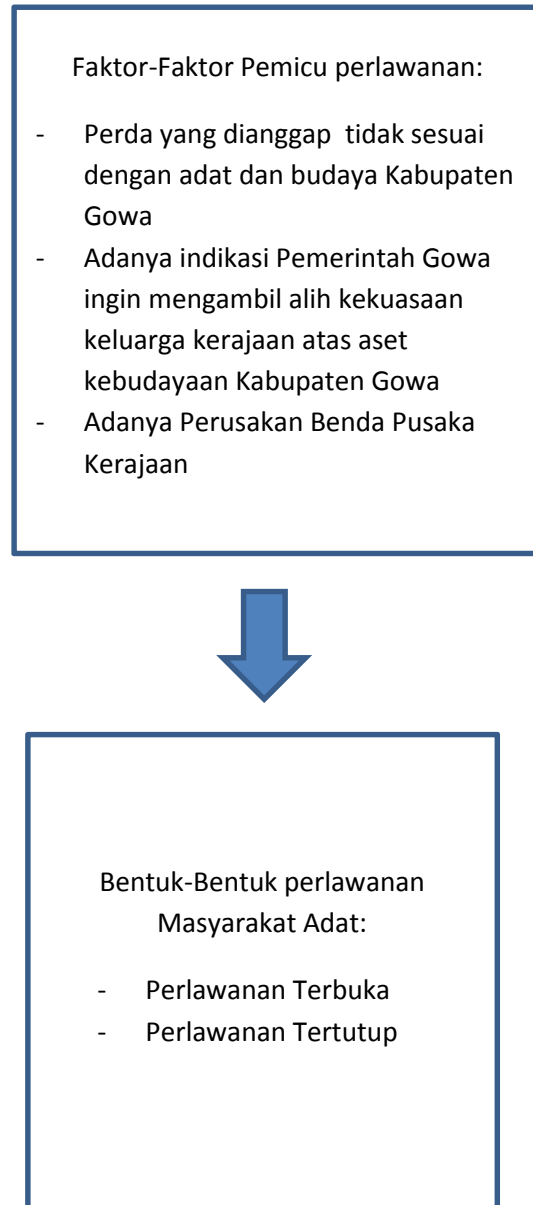 Faktor-Faktor Pemicu perlawanan:
- Perda yang dianggap  tidak sesuai
dengan adat dan budaya Kabupaten
Gowa
- Adanya indikasi Pemerintah Gowa
ingin mengambil alih kekuasaan
keluarga kerajaan atas aset
kebudayaan Kabupaten Gowa
- Adanya Perusakan Benda Pusaka
Kerajaan
Bentuk-Bentuk perlawanan
Masyarakat Adat:
- Perlawanan Terbuka
- Perlawanan Tertutup